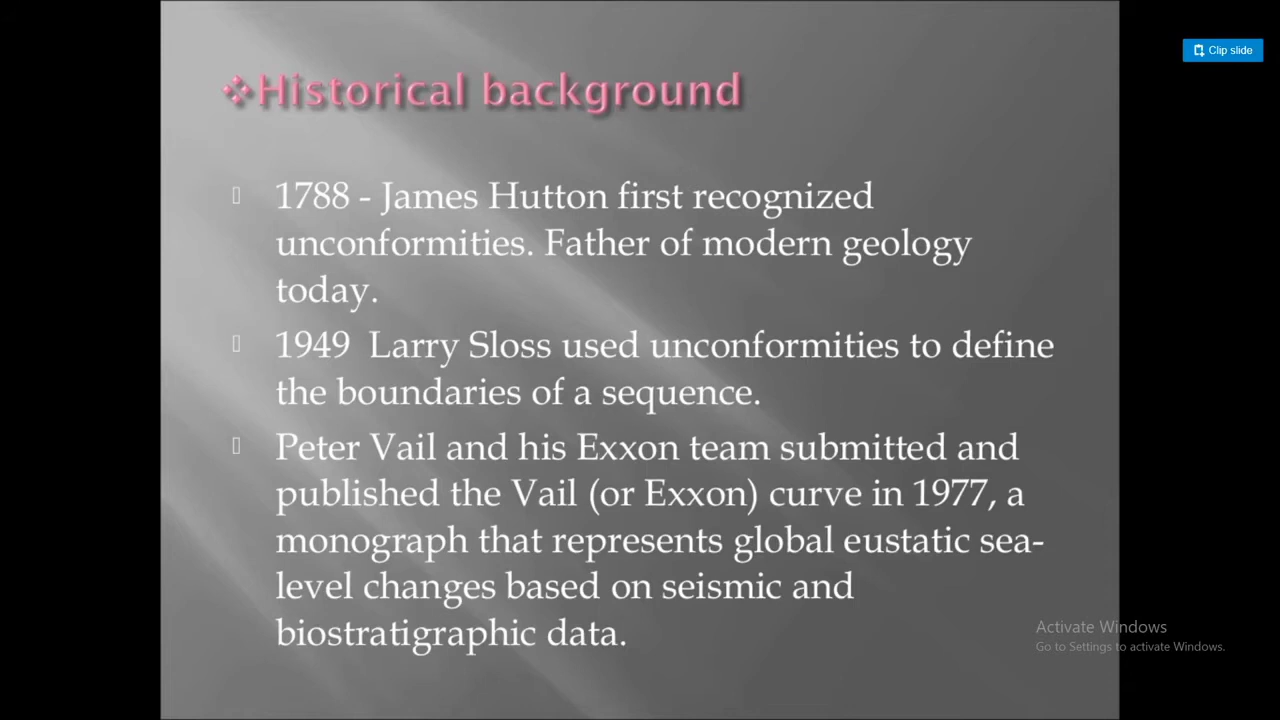 Clip slide
❖Historical background
1788 - James Hutton first recognized
unconformities. Father of modern geology
today.
1949  Larry Sloss used unconformities to define
the boundaries of a sequence.
Peter Vail and his Exxon team submitted and
published the Vail (or Exxon) curve in 1977, a
monograph that represents global eustatic sea-
level changes based on seismic and
biostratigraphic data.
Activate Windows
Go to Settings to activate Windows.